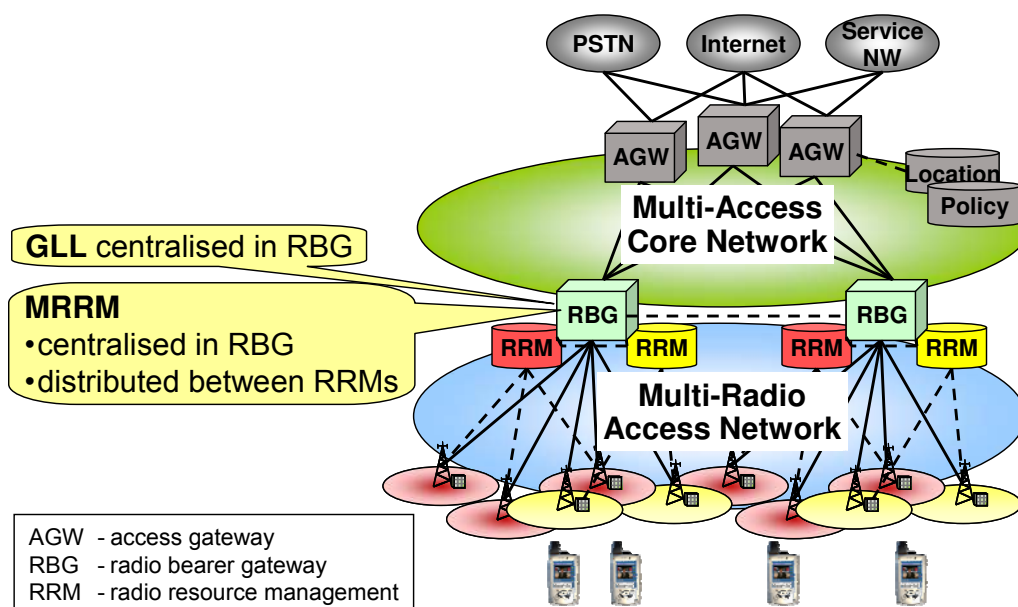 PSTN
Internet
Service
NW
AGW
AGW
AGW
Location
Policy
Multi-Access
Core Network
GLL centralised in RBG
MRRM
•centralised in RBG
•distributed between RRMs
RBG
RBG
RRM
RRM
RRM
RRM
Multi-Radio
Access Network
AGW - access gateway
RBG - radio bearer gateway
RRM - radio resource management